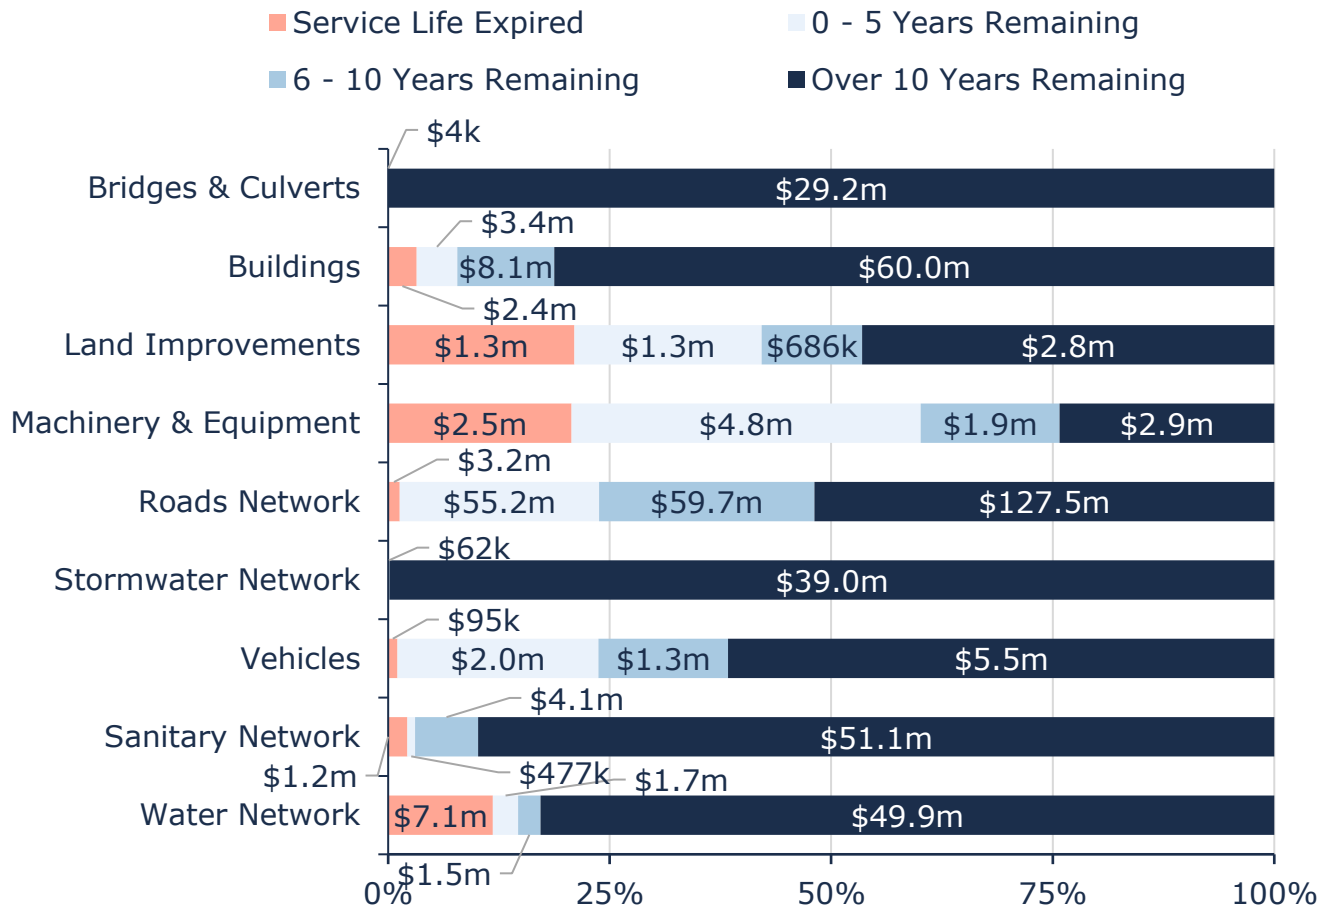 Service Life Expired 0 - 5 Years Remaining
6 - 10 Years Remaining Over 10 Years Remaining
$4k
Bridges & Culverts $29.2m
$3.4m
Buildings $8.1m $60.0m
$2.4m
Land Improvements $1.3m $1.3m $686k $2.8m
Machinery & Equipment $2.5m $4.8m $1.9m $2.9m
$3.2m
Roads Network $55.2m $59.7m $127.5m
$62k
Stormwater Network $39.0m
$95k
Vehicles $2.0m $1.3m $5.5m
$4.1m
Sanitary Network $51.1m
$1.2m $477k $1.7m
Water Network $7.1m $49.9m
$1.5m
0% 25% 50% 75% 100%